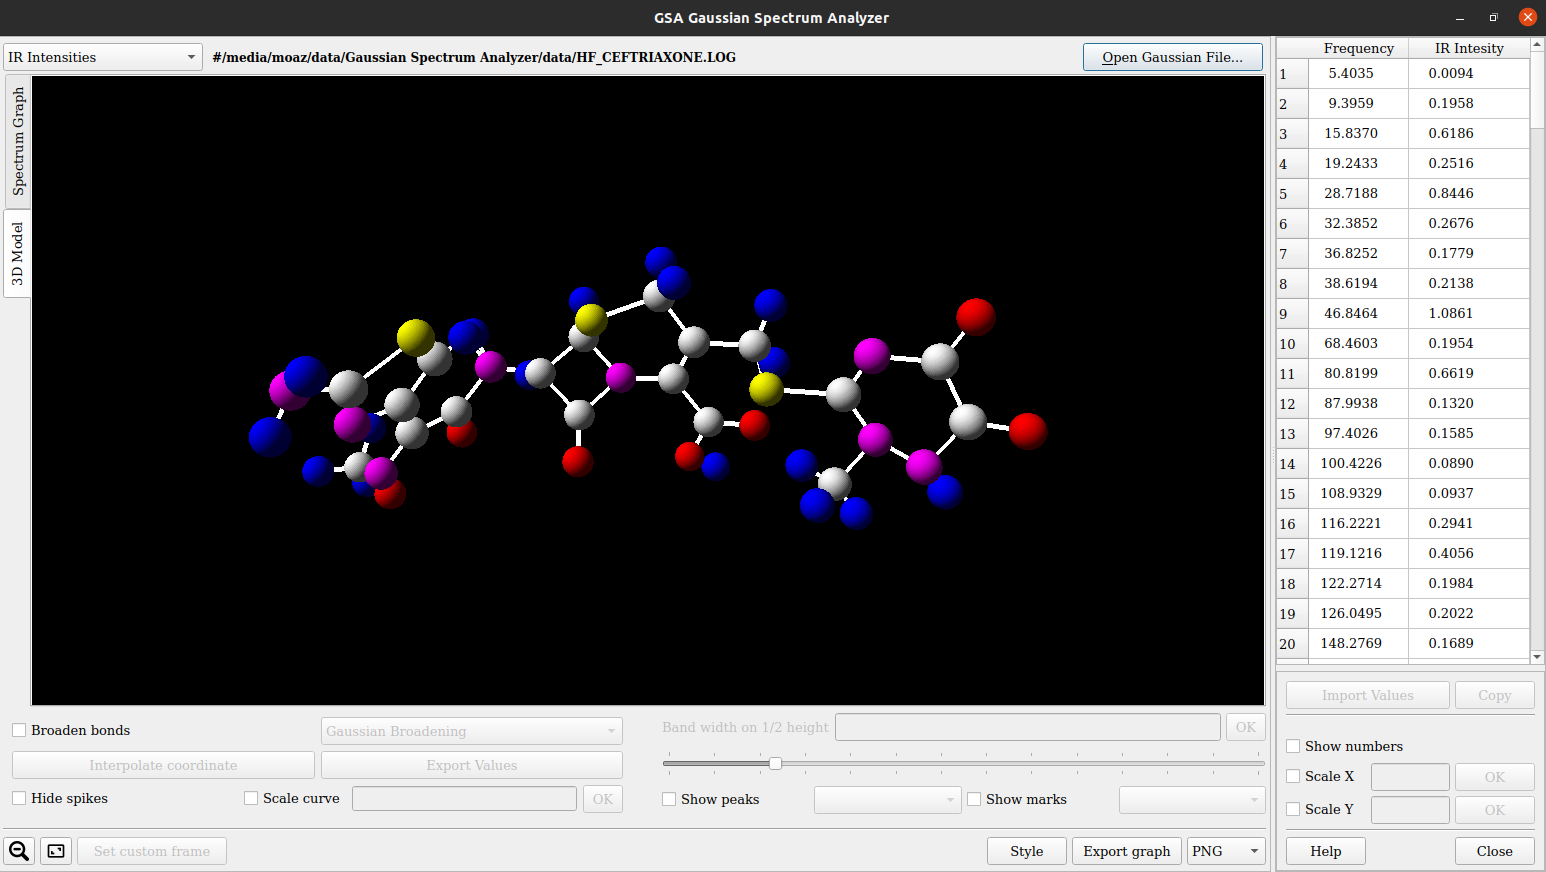 GSA Gaussian Spectrum Analyzer
IR Intensities
#/media/moaz/data/Gaussian Spectrum Analyzer/data/HF_CEFTRIAXONE.LOG
Open Gaussian File...
Spectrum Graph
3D Model
Frequency IR Intesity
1 5.4035 0.0094
2 9.3959 0.1958
3 15.8370 0.6186
4 19.2433 0.2516
5 28.7188 0.8446
6 32.3852 0.2676
7 36.8252 0.1779
8 38.6194 0.2138
9 46.8464 1.0861
10 68.4603 0.1954
11 80.8199 0.6619
12 87.9938 0.1320
13 97.4026 0.1585
14 100.4226 0.0890
15 108.9329 0.0937
16 116.2221 0.2941
17 119.1216 0.4056
18 122.2714 0.1984
19 126.0495 0.2022
20 148.2769 0.1689
Broaden bonds
Gaussian Broadening
Band width on 1/2 height
OK
Interpolate coordinate
Export Values
Hide spikes
Scale curve
OK
Show peaks
Show marks
Set custom frame
Style
Export graph
PNG
Import Values
Copy
Show numbers
Scale X
OK
Scale Y
OK
Help
Close